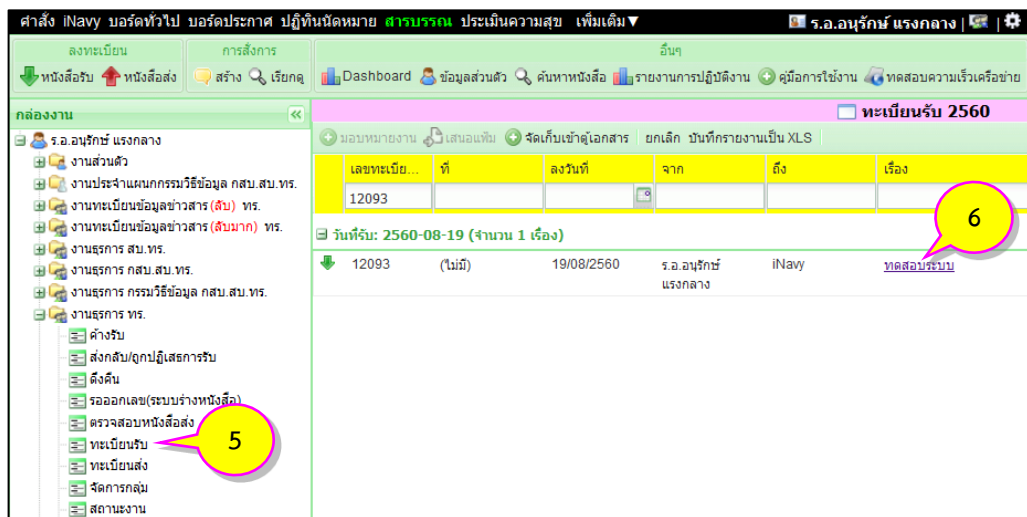 คำสั่ง iNavy บอร์ดทั่วไป บอร์ดประกาศ ปฏิทินนัดหมาย สารบรรณ ประเมินความสุข เพิ่มเติม▼ ร.อ.อนุรักษ์ แรงกลาง | |
ลงทะเบียน การสั่งการ อื่นๆ
หนังสือรับ หนังสือส่ง สร้าง เรียกดู Dashboard ข้อมูลส่วนตัว ค้นหาหนังสือ รายงานการปฏิบัติงาน คู่มือการใช้งาน ทดสอบความเร็วเครือข่าย
กล่องงาน
ร.อ.อนุรักษ์ แรงกลาง
งานส่วนตัว
งานประจำแผนกกรรมวิธีข้อมูล กสบ.สบ.ทร.
งานทะเบียนข้อมูลข่าวสาร (ลับ) ทร.
งานทะเบียนข้อมูลข่าวสาร (ลับมาก) ทร.
งานธุรการ สบ.ทร.
งานธุรการ กสบ.สบ.ทร.
งานธุรการ กรรมวิธีข้อมูล กสบ.สบ.ทร.
งานธุรการ ทร.
ค้างรับ
ส่งกลับ/ถูกปฏิเสธการรับ
ดึงคืน
รอออกเลข(ระบบร่างหนังสือ)
ตรวจสอบหนังสือส่ง
ทะเบียนรับ
5
ทะเบียนส่ง
จัดการกลุ่ม
สถานะงาน
ทะเบียนรับ 2560
มอบหมายงาน เสนอแฟ้ม จัดเก็บเข้าตู้เอกสาร ยกเลิก บันทึกรายงานเป็น XLS
เลขทะเบีย... ที่ ลงวันที่ จาก ถึง เรื่อง
12093
6
วันที่รับ: 2560-08-19 (จำนวน 1 เรื่อง)
12093 (ไม่มี) 19/08/2560 ร.อ.อนุรักษ์ iNavy ทดสอบระบบ
แรงกลาง